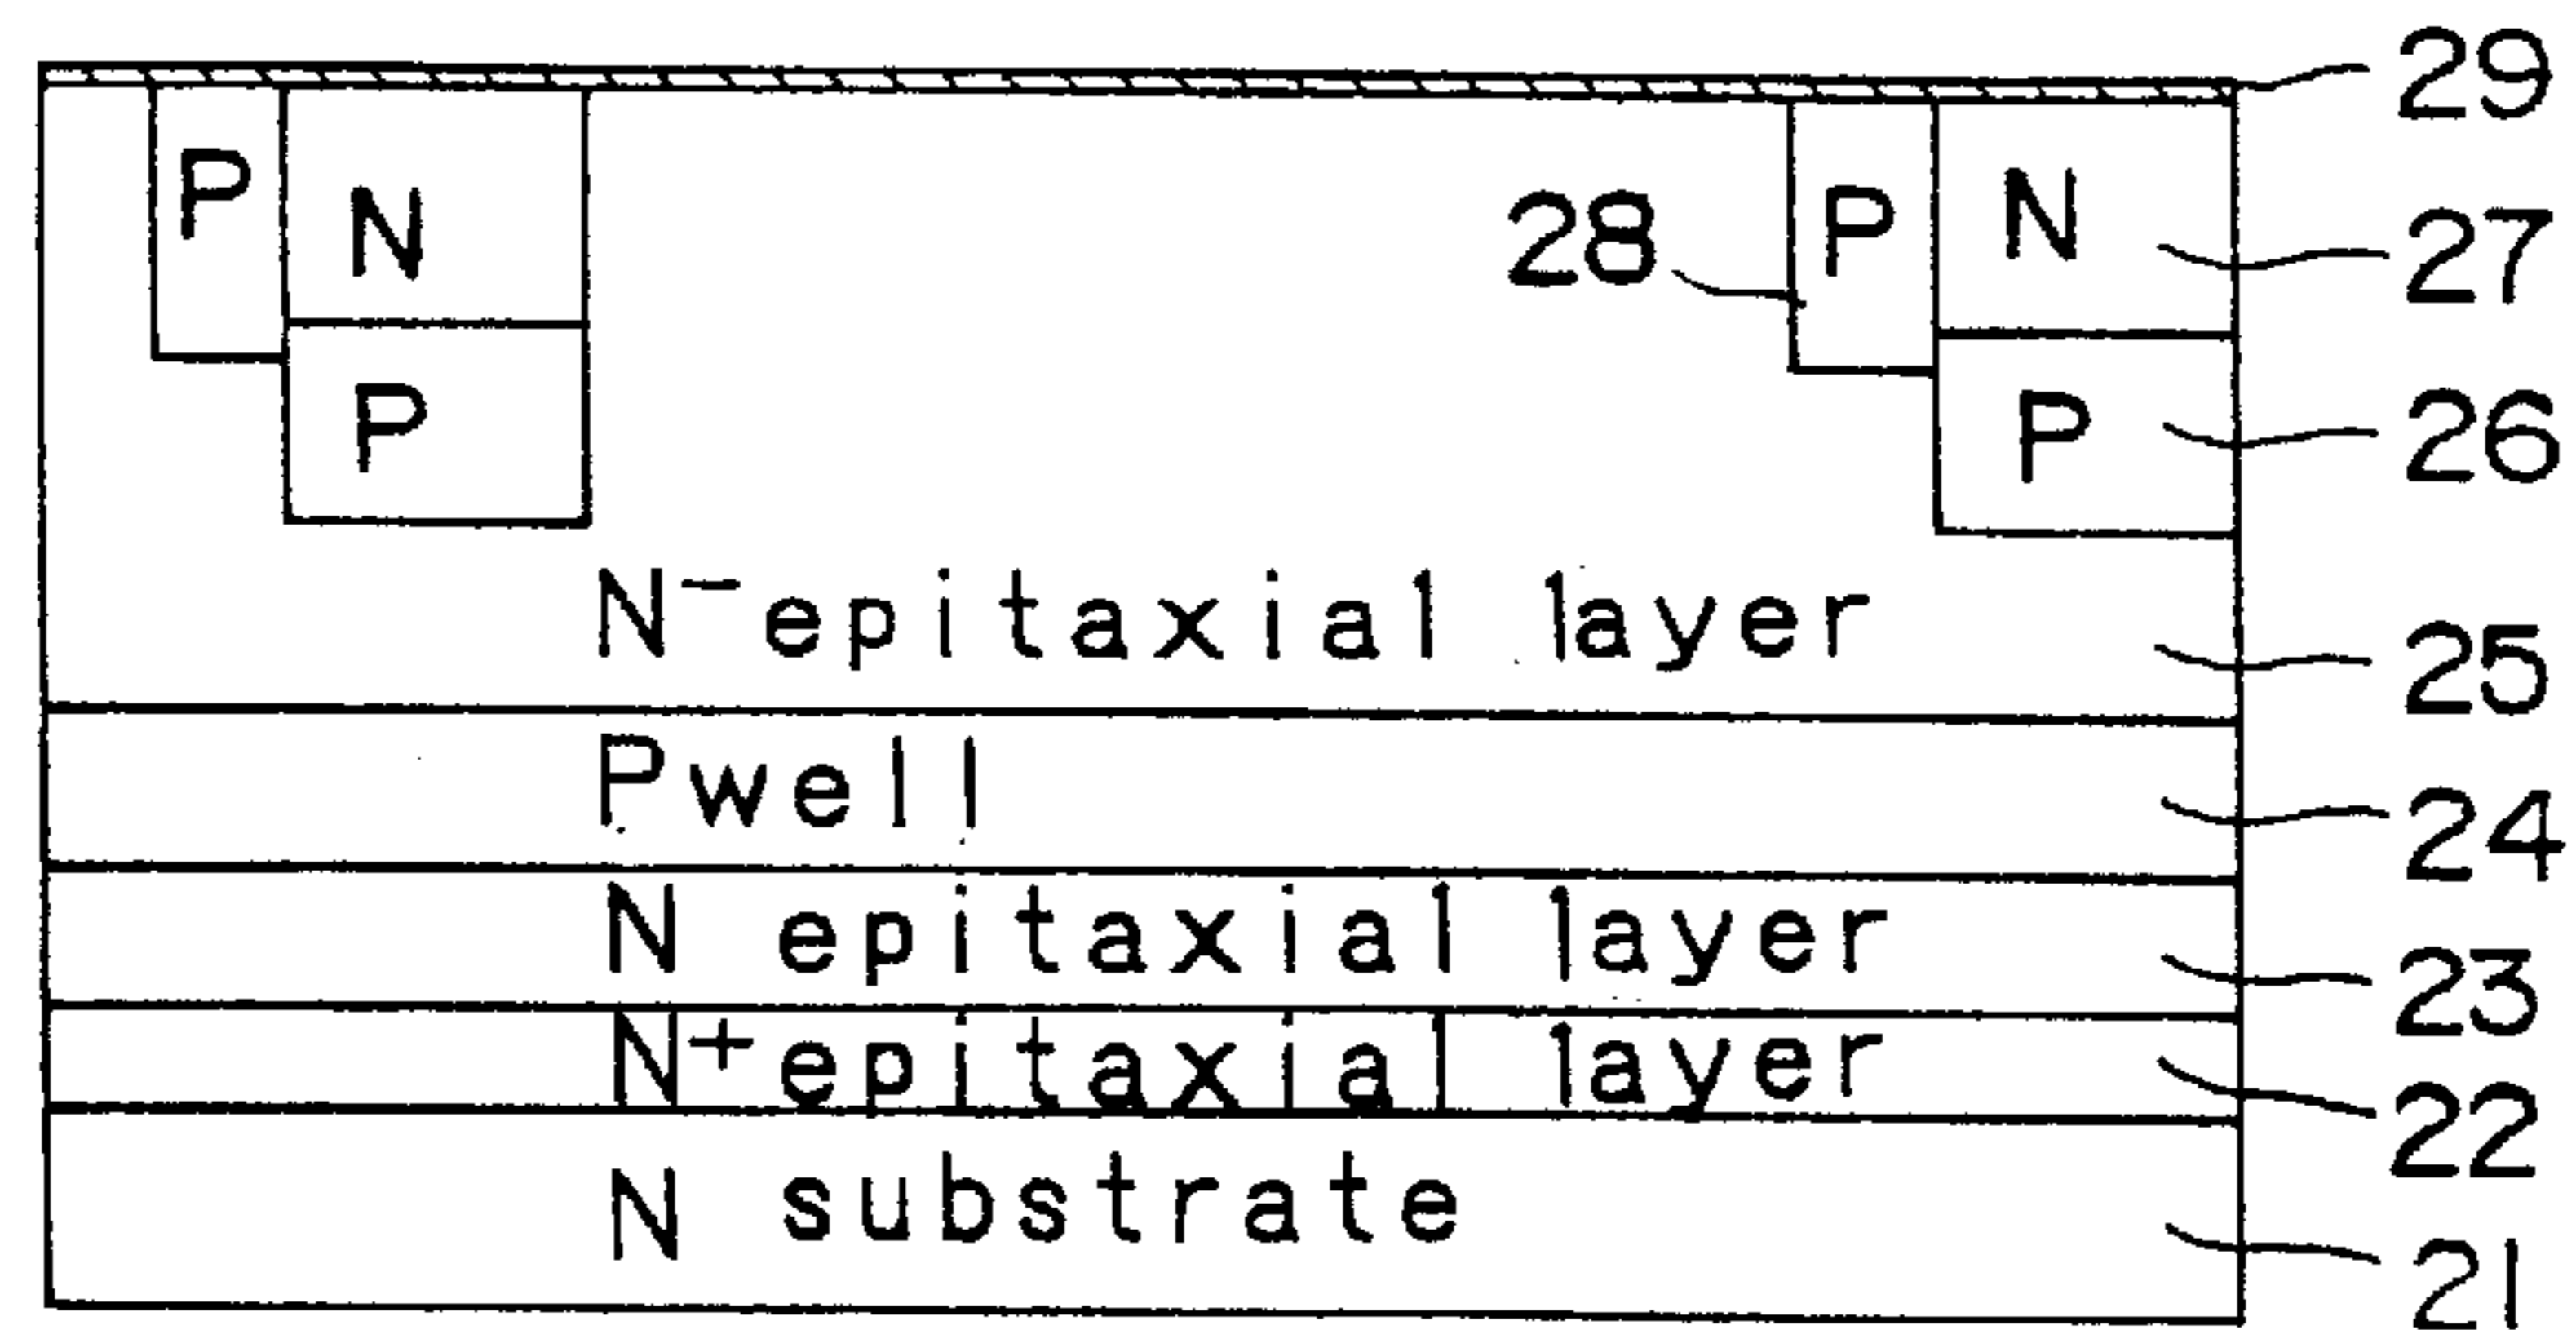 29
P N P N
28 27
P P 26
N⁻epitaxial layer 25
Pwell 24
N epitaxial layer 23
N⁺epitaxial layer 22
N substrate 21